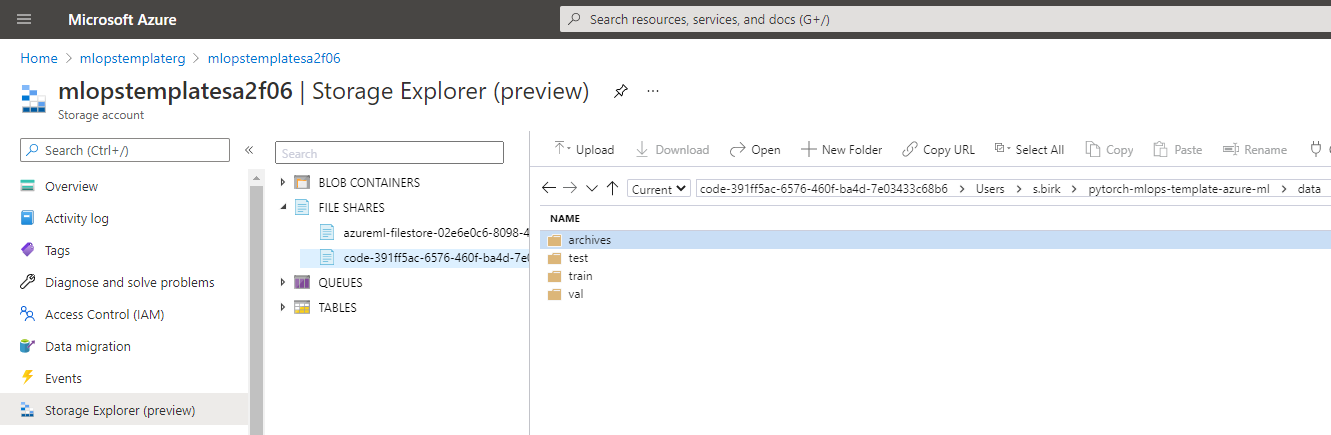 Microsoft Azure
Search resources, services, and docs (G+/)
Home > mlopstemplaterg > mlopstemplatesa2f06
mlopstemplatesa2f06 | Storage Explorer (preview) ...
Storage account
Search (Ctrl+/)
«
Overview
Activity log
Tags
Diagnose and solve problems
Access Control (IAM)
Data migration
Events
Storage Explorer (preview)
Search
BLOB CONTAINERS
FILE SHARES
azureml-filestore-02e6e0c6-8098-4
code-391ff5ac-6576-460f-ba4d-7e0
QUEUES
TABLES
Upload Download Open New Folder Copy URL Select All Copy Paste Rename
Current code-391ff5ac-6576-460f-ba4d-7e03433c68b6 > Users > s.birk > pytorch-mlops-template-azure-ml > data
NAME
archives
test
train
val